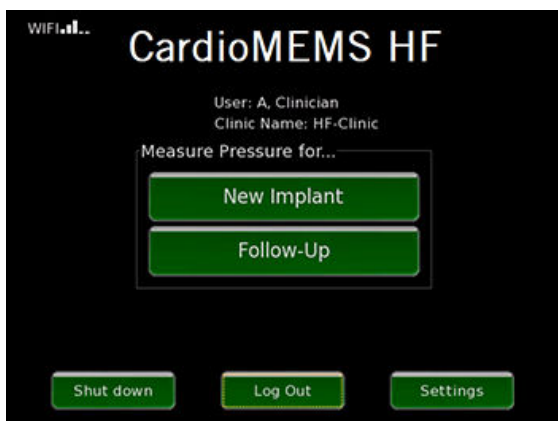 WIFI
CardioMEMS HF
User: A, Clinician
Clinic Name: HF-Clinic
Measure Pressure for...
New Implant
Follow-Up
Shut down
Log Out
Settings